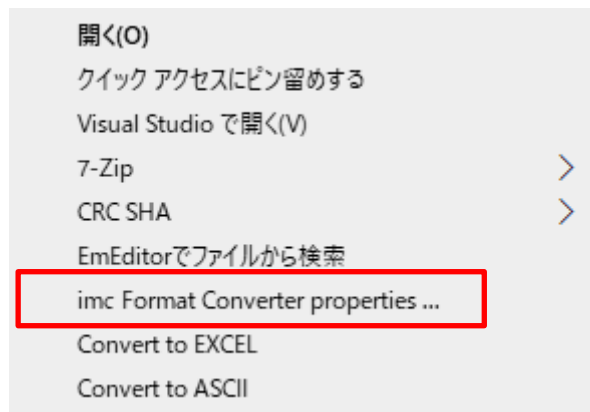 開く(O)
クイック アクセスにピン留めする
Visual Studio で開く(V)
7-Zip
CRC SHA
EmEditorでファイルから検索
imc Format Converter properties ...
Convert to EXCEL
Convert to ASCII